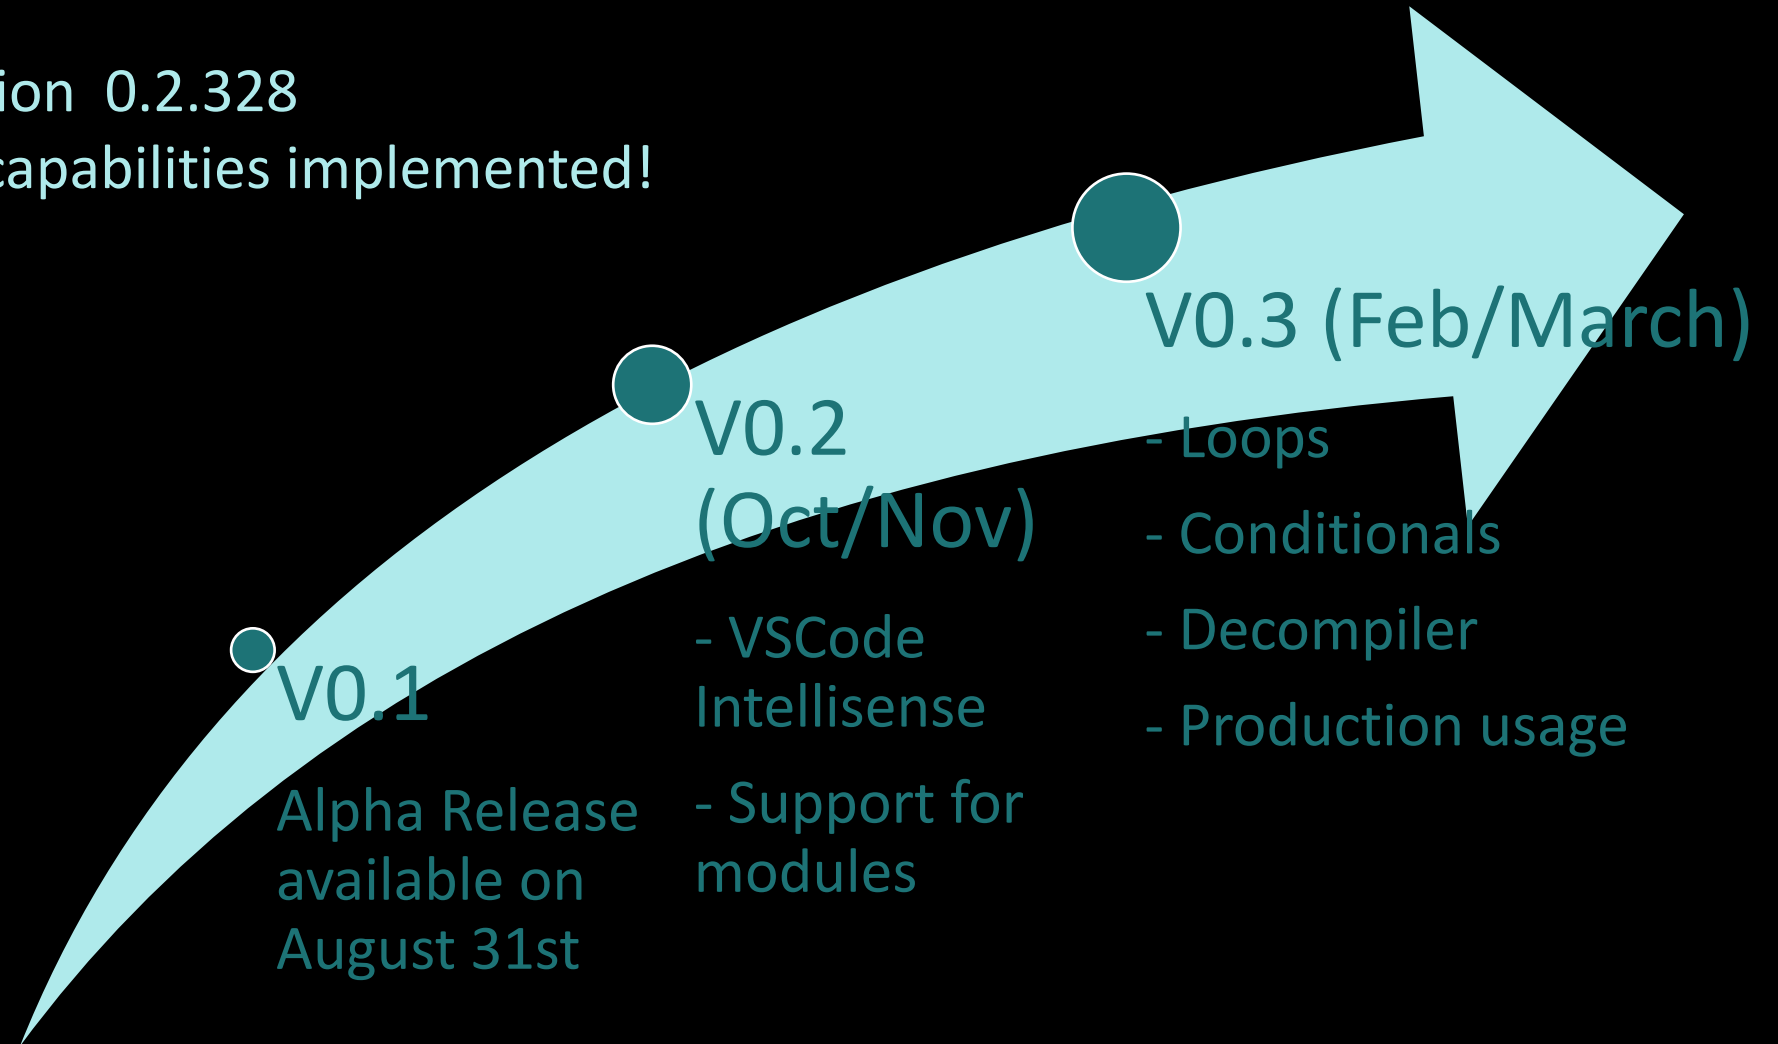 ion 0.2.328
capabilities implemented!
V0.1
Alpha Release
available on
August 31st
V0.2
(Oct/Nov)
- VSCode
Intellisense
- Support for
modules
V0.3 (Feb/March)
- Loops
- Conditionals
- Decompiler
- Production usage